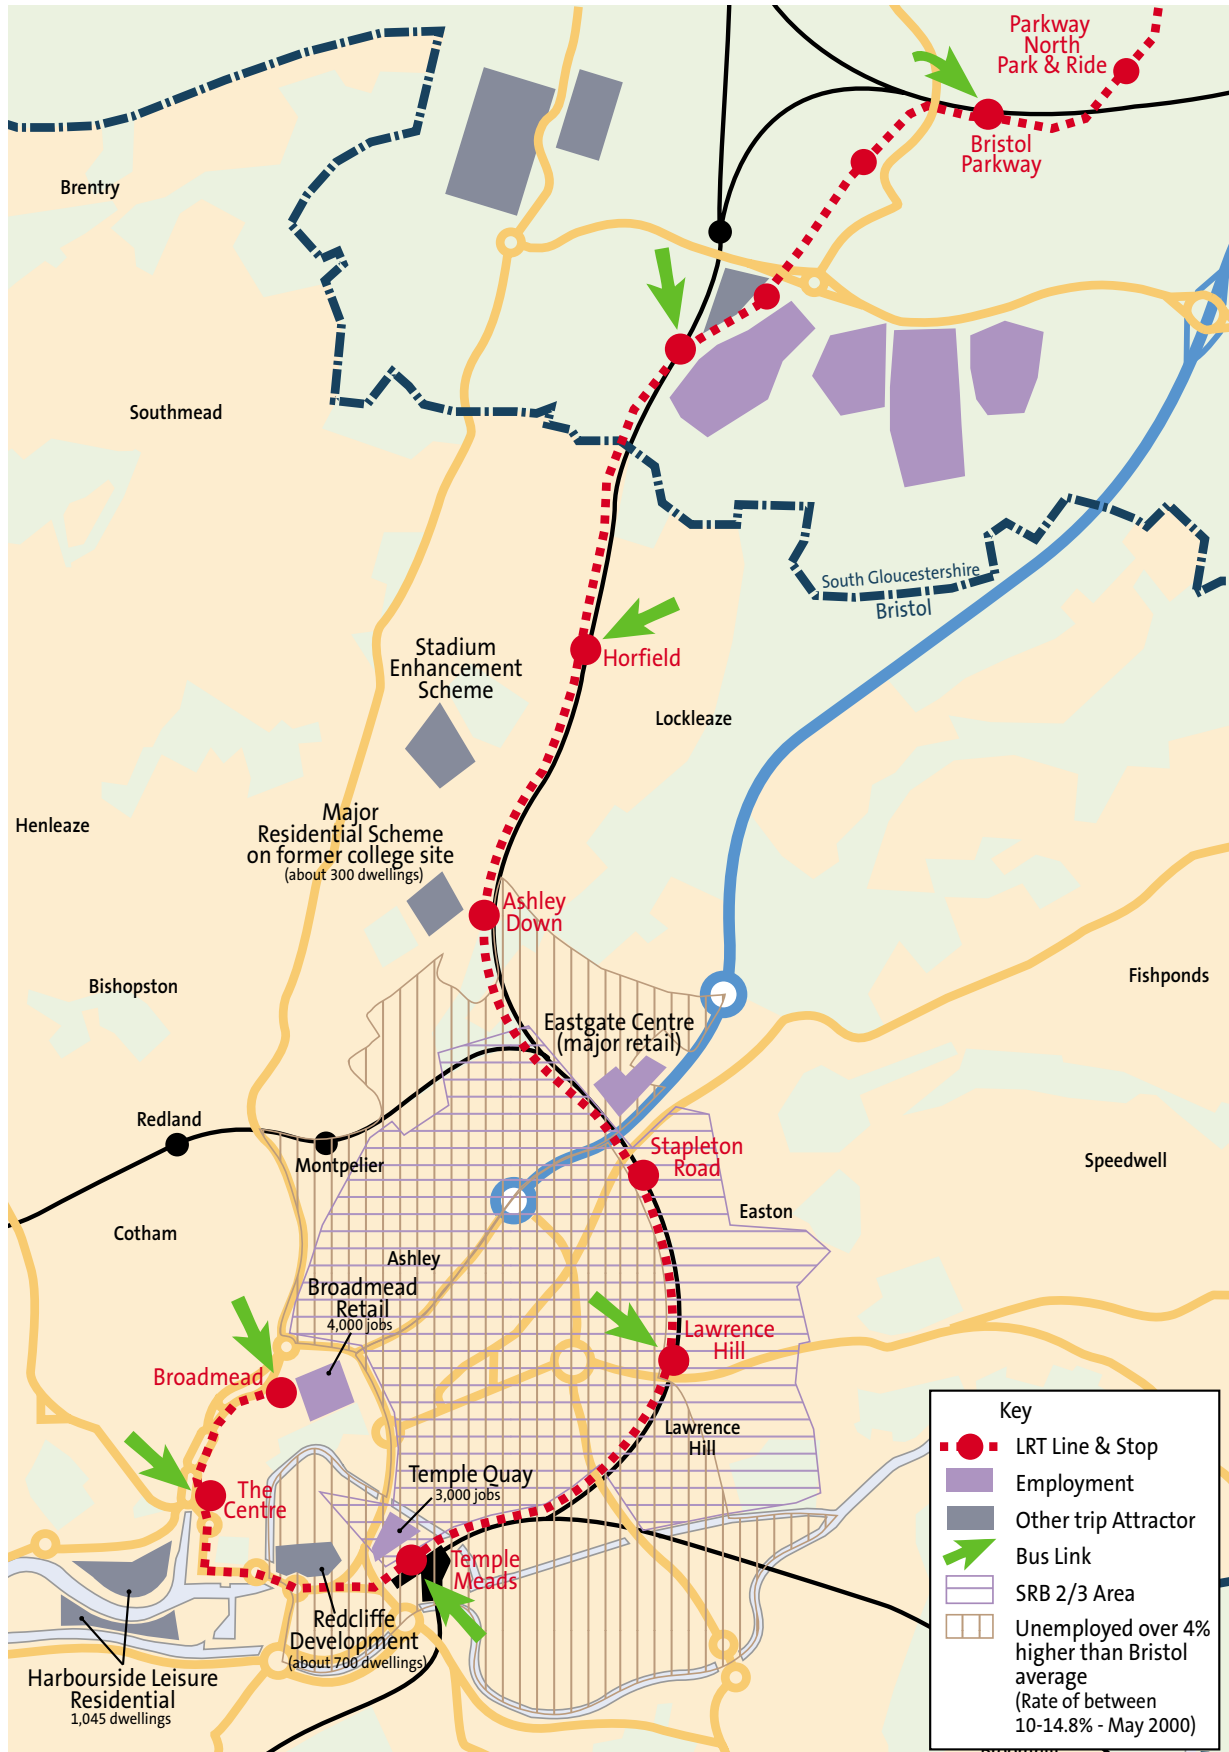 Parkway
North
Park & Ride
Bristol
Parkway
Brentry
Southmead
South Gloucestershire
Bristol
Stadium
Enhancement
Scheme
Horfield
Lockleaze
Major
Residential Scheme
on former college site
(about 300 dwellings)
Henleaze
Ashley
Down
Bishopston
Fishponds
Eastgate Centre
(major retail)
Redland
Montpelier
Stapleton
Road
Speedwell
Easton
Cotham
Ashley
Broadmead
Retail
4,000 jobs
Lawrence
Hill
Broadmead
Lawrence
Hill
Temple Quay
3,000 jobs
The
Centre
Temple
Meads
Redcliffe
Development
(about 700 dwellings)
Harbourside Leisure
Residential
1,045 dwellings
Key
LRT Line & Stop
Employment
Other trip Attractor
Bus Link
SRB 2/3 Area
Unemployed over 4%
higher than Bristol
average
(Rate of between
10-14.8% - May 2000)